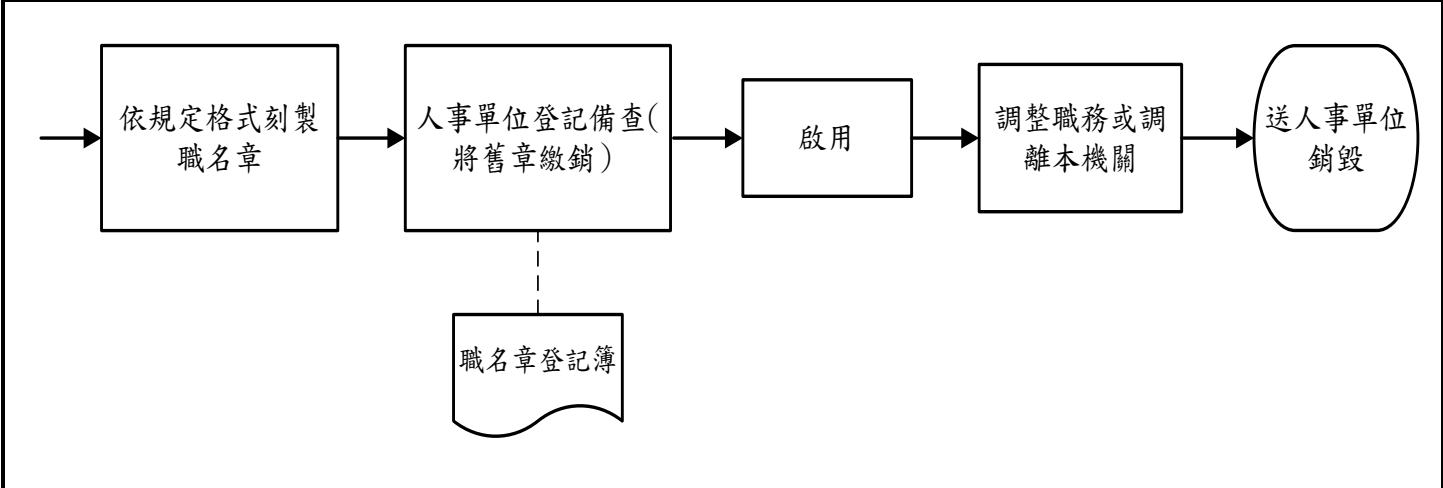 依規定格式刻製
職名章
人事單位登記備查(
將舊章繳銷)
啟用
調整職務或調
離本機關
送人事單位
銷毀
職名章登記簿